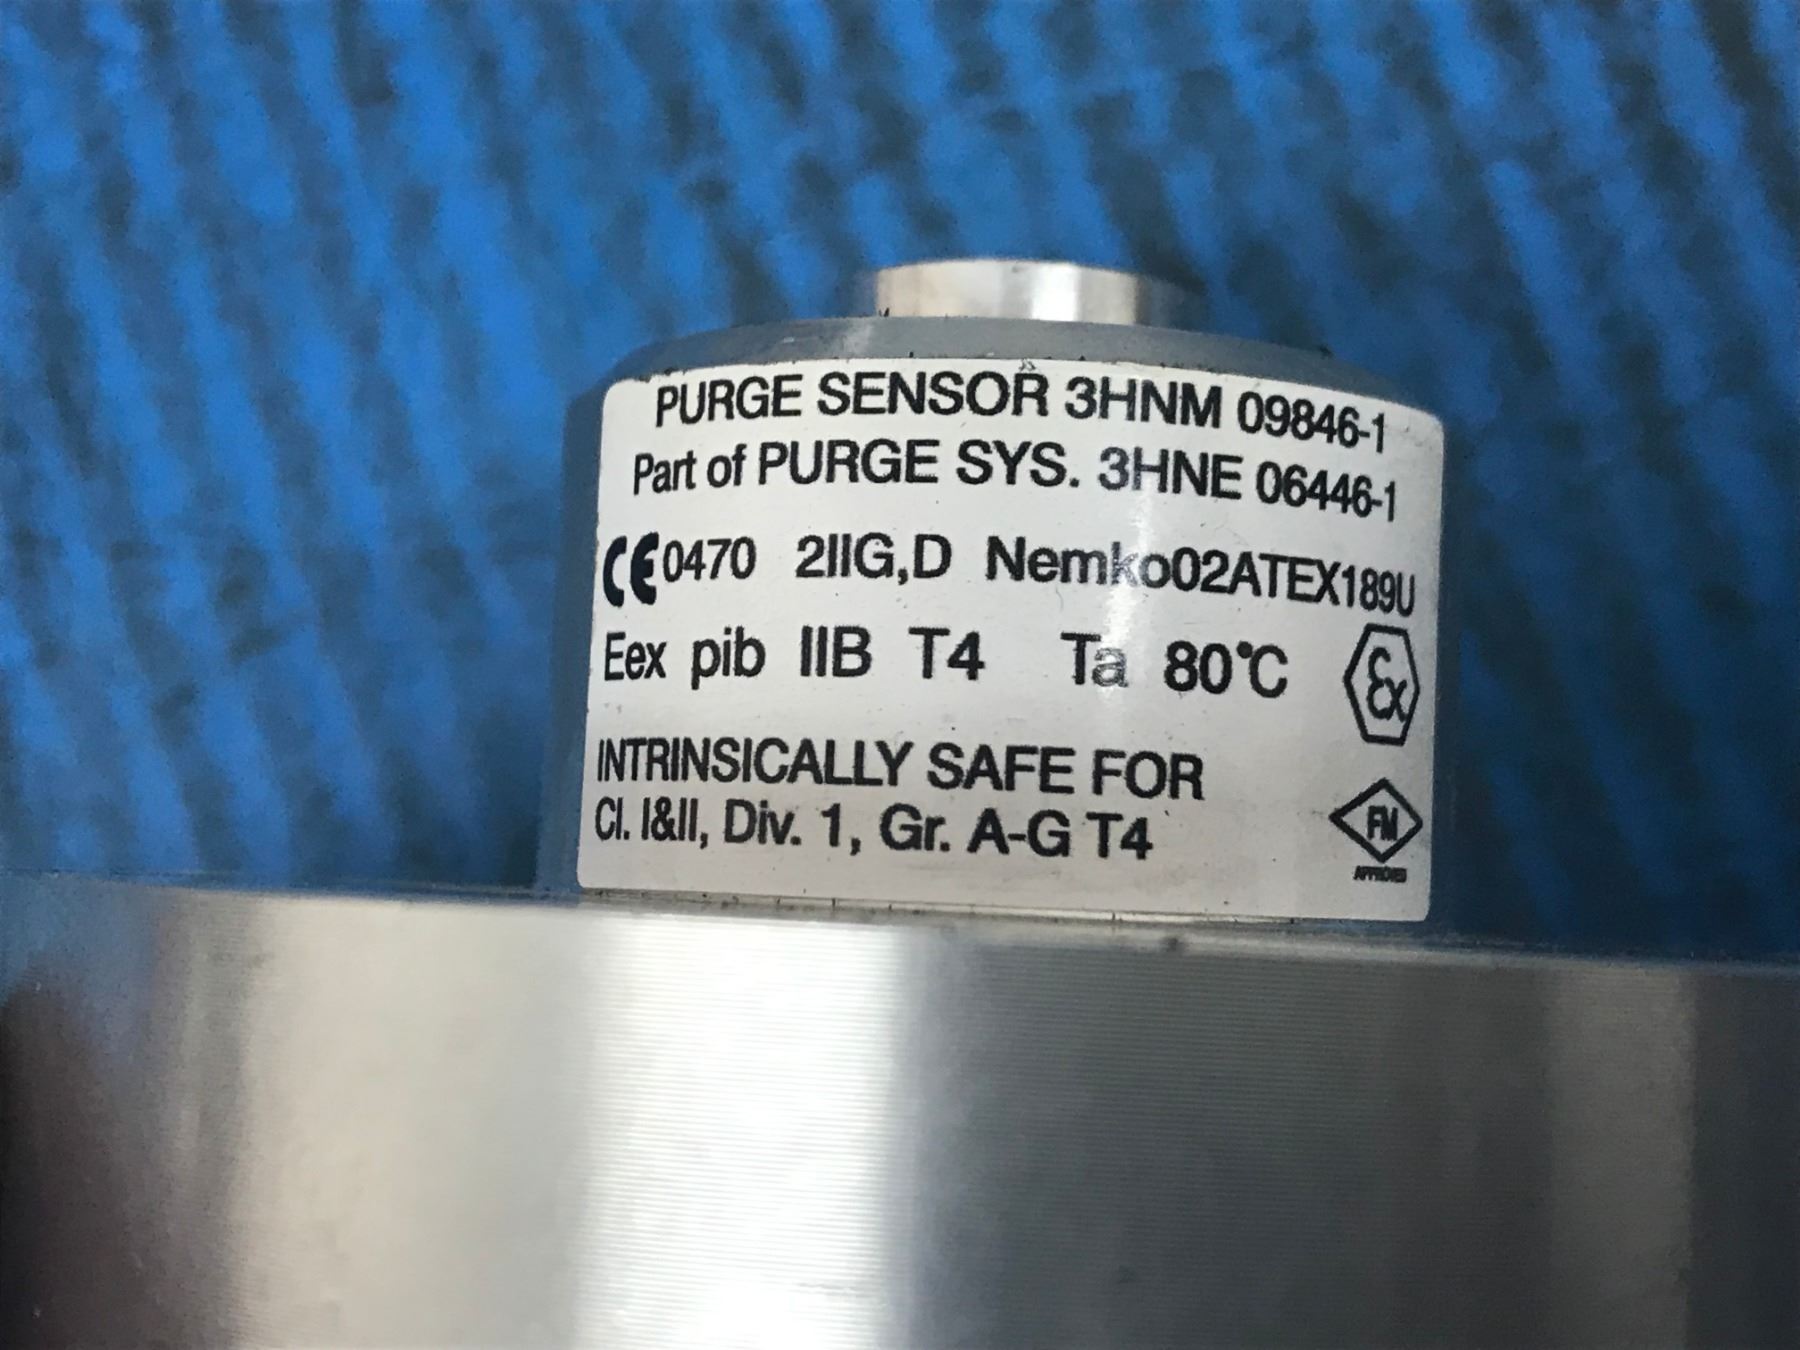 PURGE SENSOR 3HNM 09846-1
Part of PURGE SYS. 3HNE 06446-1
CE 0470 2IIG,D Nemko02ATEX189U
Eex pib IIB T4 Ta 80°C Ex
INTRINSICALLY SAFE FOR
Cl. I&II, Div. 1, Gr. A-G T4
FM
APPROVED